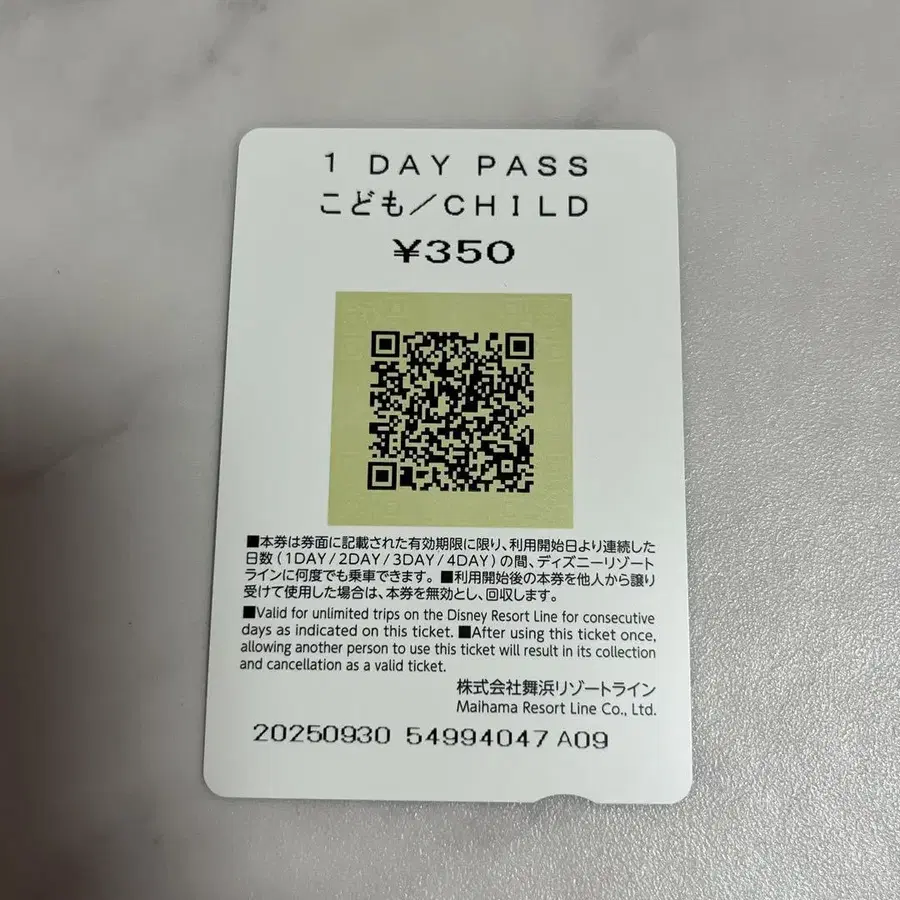 1 DAY PASS
こども／CHILD
¥350
■本券は券面に記載された有効期限に限り、利用開始日より連続した
日数(1DAY/2DAY/3DAY/4DAY)の間、ディズニーリゾート
ラインに何度でも乗車できます。■利用開始後の本券を他人から譲り
受けて使用した場合は、本券を無効とし、回収します。
■Valid for unlimited trips on the Disney Resort Line for consecutive
days as indicated on this ticket. ■After using this ticket once,
allowing another person to use this ticket will result in its collection
and cancellation as a valid ticket.
株式会社舞浜リゾートライン
Maihama Resort Line Co., Ltd.
20250930 54994047 A09